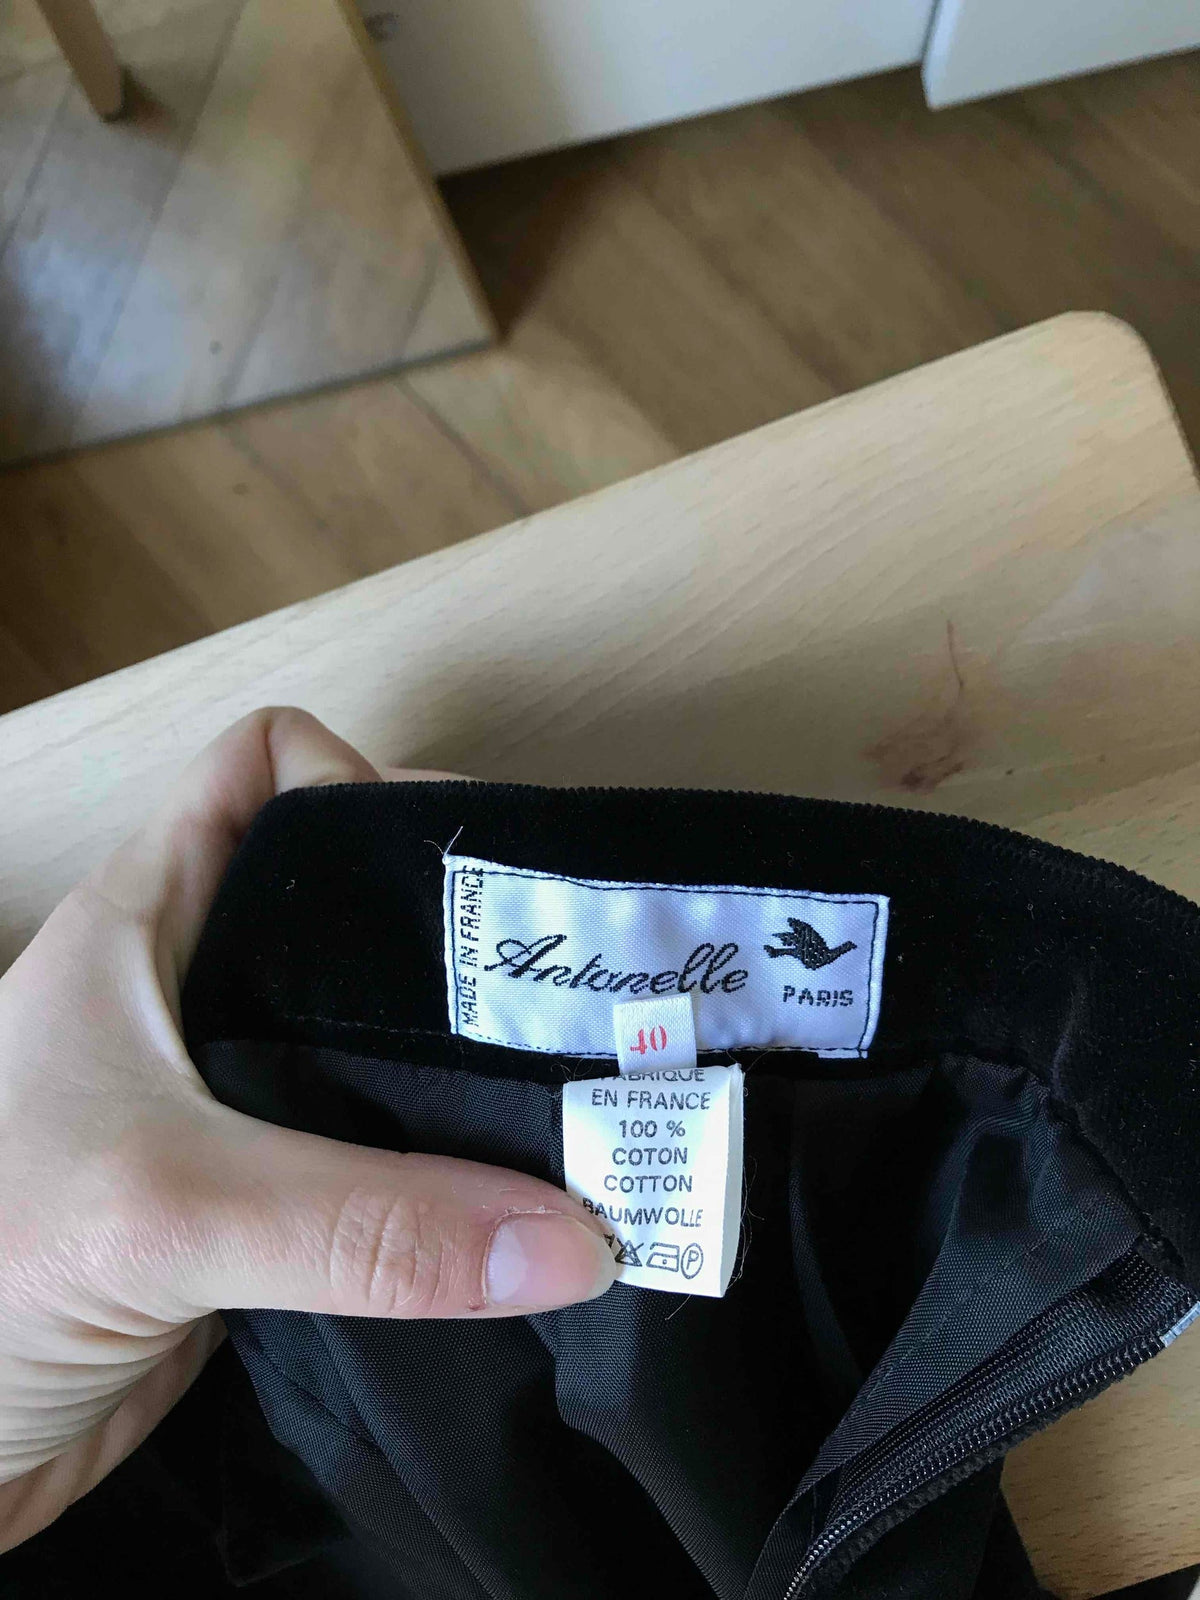 MADE IN FRANCE
Antonelle
PARIS
40
FABRIQUE
EN FRANCE
100 %
COTON
COTTON
BAUMWOLLE
P